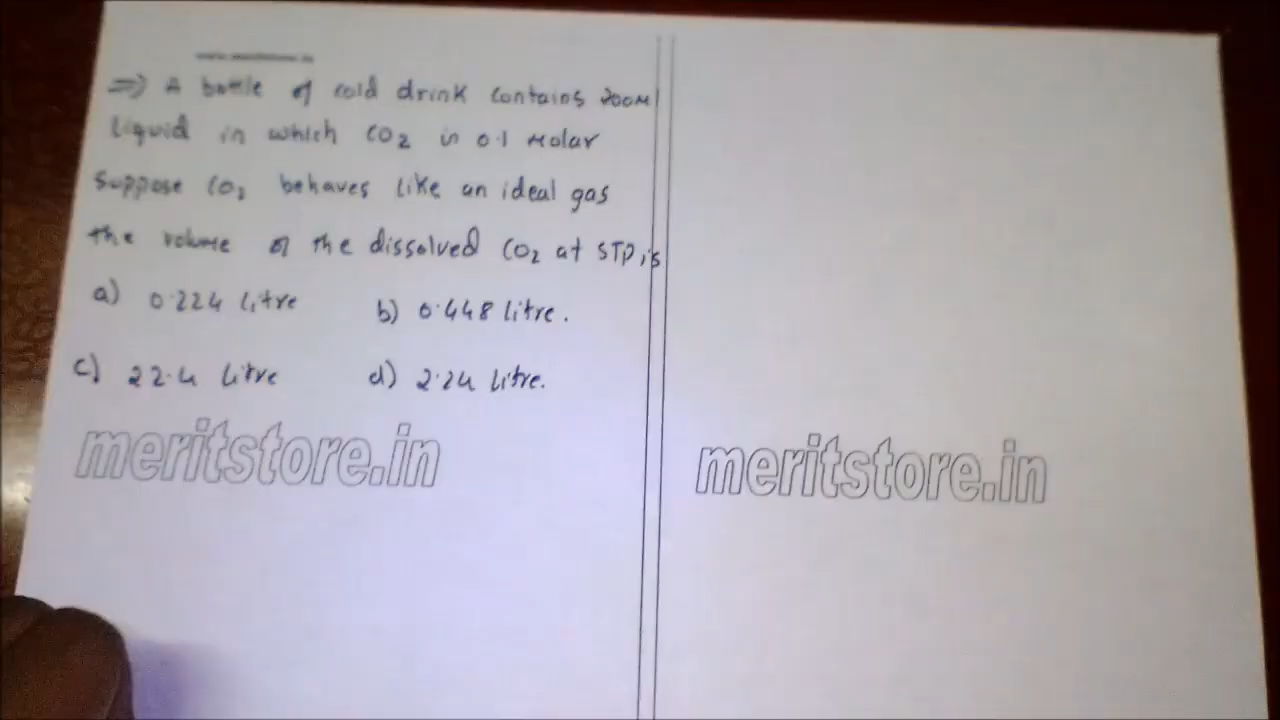 ⇒) A bottle of cold drink contains 200Ml
liquid in which CO2 is 0.1 Molar
suppose CO2 behaves like an ideal gas
the volume of the dissolved CO2 at STP, is
a) 0.224 litre b) 0.448 litre.
c) 22.4 litre d) 2.24 litre.
meritstore.in meritstore.in